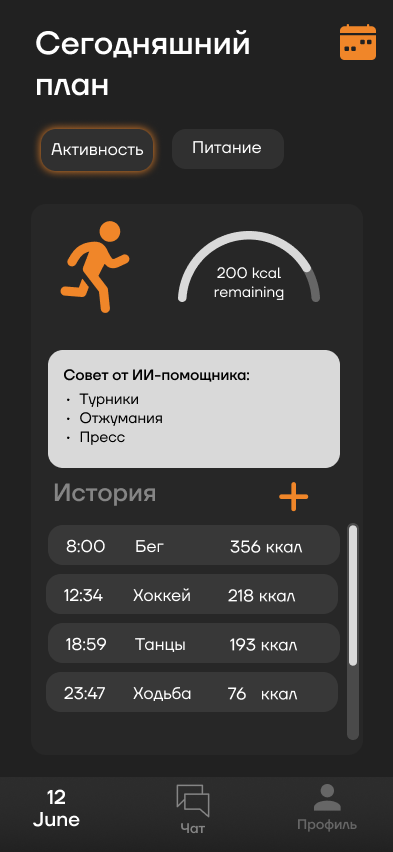 Сегодняшний
план
Активность
Питание
200 kcal
remaining
Совет от ИИ-помощника:
· Турники
· Отжумания
· Пресс
История
8:00 Бег 356 ккал
12:34 Хоккей 218 ккал
18:59 Танцы 193 ккал
23:47 Ходьба 76 ккал
12
June
Чат
Профиль